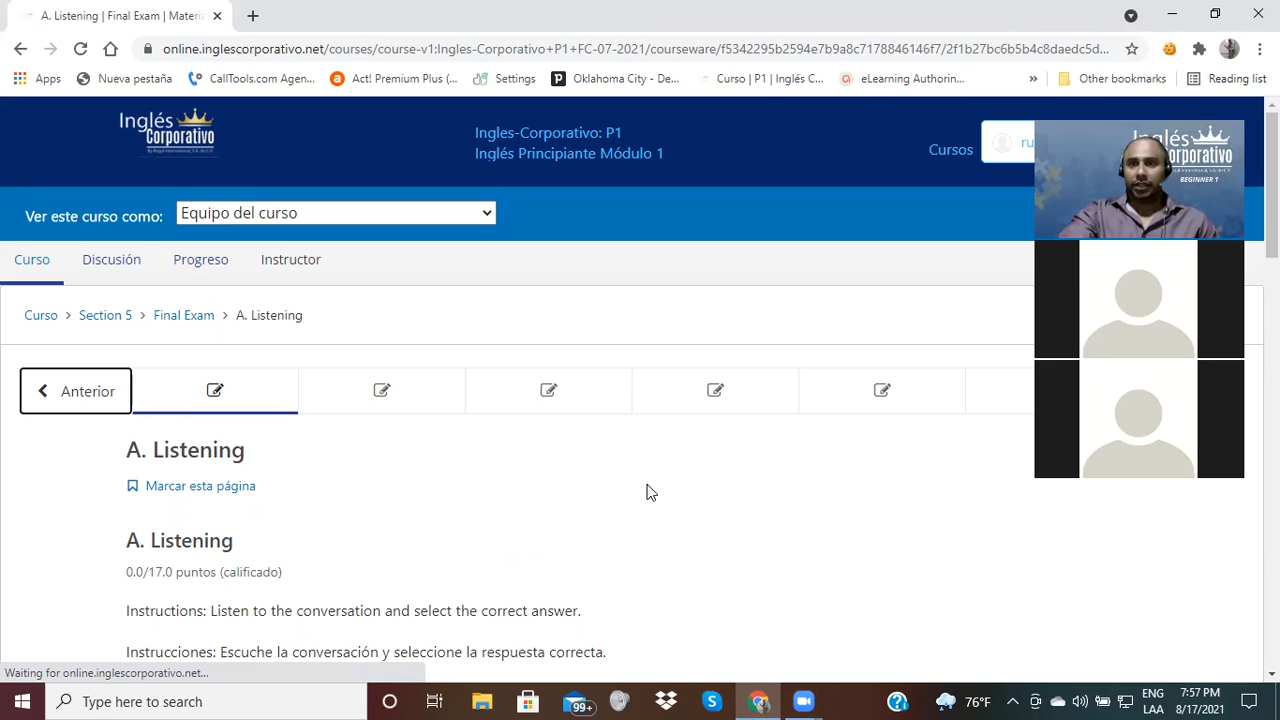 A. Listening | Final Exam | Mater
online.inglescorporativo.net/courses/course-v1:Ingles-Corporativo+P1+FC-07-2021/courseware/f5342295b2594e7b9a8c7178846146f7/2f1b27bc6b5b4c8daedc5d...
Apps
Nueva pestaña
CallTools.com Agen...
Act! Premium Plus (...
Settings
Oklahoma City - De...
Curso | P1 | Inglés C...
eLearning Authorin...
»
Other bookmarks
Reading list
Inglés
Corporativo
Ingles-Corporativo: P1
Inglés Principiante Módulo 1
Cursos
ru
Inglés
rporativo
BEGINNER 1
Ver este curso como:
Equipo del curso
Curso
Discusión
Progreso
Instructor
Curso > Section 5 > Final Exam > A. Listening
Anterior
A. Listening
Marcar esta página
A. Listening
0.0/17.0 puntos (calificado)
Instructions: Listen to the conversation and select the correct answer.
Instrucciones: Escuche la conversación y seleccione la respuesta correcta.
Waiting for online.inglescorporativo.net...
Type here to search
99+
76°F
ENG
LAA
7:57 PM
8/17/2021